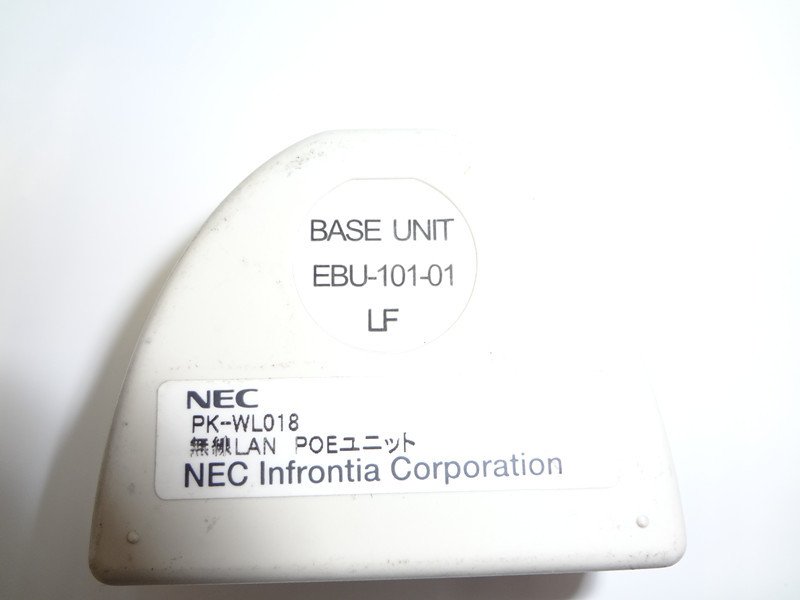 BASE UNIT
EBU-101-01
LF
NEC
PK-WL018
無線LAN POEユニット
NEC Infrontia Corporation